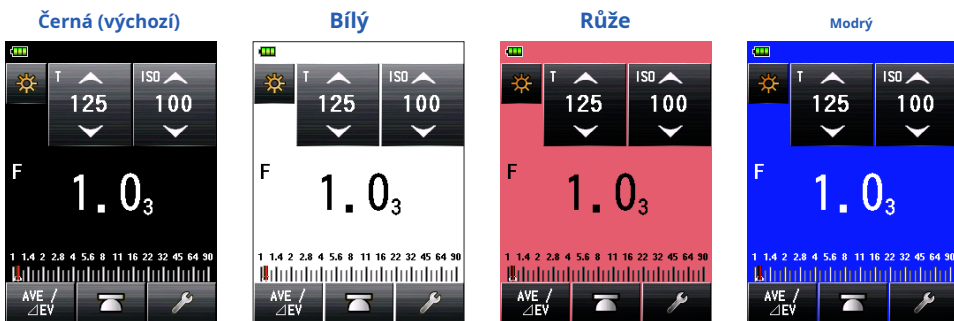 Černá (výchozí)
T
ISO
125
100
F
1.0₃
1 1.4 2 2.8 4 5.6 8 11 16 22 32 45 64 90
AVE /
⊿EV
Bílý
T
ISO
125
100
F
1.0₃
1 1.4 2 2.8 4 5.6 8 11 16 22 32 45 64 90
AVE /
⊿EV
Růže
T
ISO
125
100
F
1.0₃
1 1.4 2 2.8 4 5.6 8 11 16 22 32 45 64 90
AVE /
⊿EV
Modrý
T
ISO
125
100
F
1.0₃
1 1.4 2 2.8 4 5.6 8 11 16 22 32 45 64 90
AVE /
⊿EV